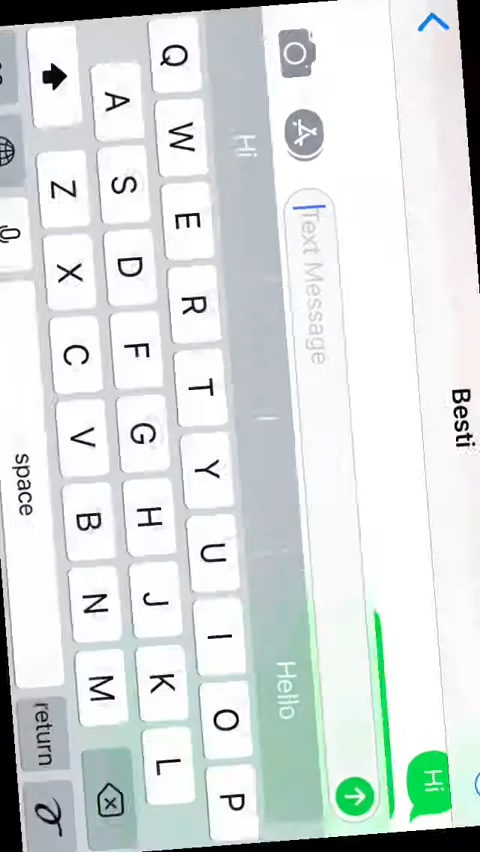 Besti
Hi
Text Message
Hi
Hello
Q W E R T Y U I O P
A S D F G H J K L
Z X C V B N M
space
return